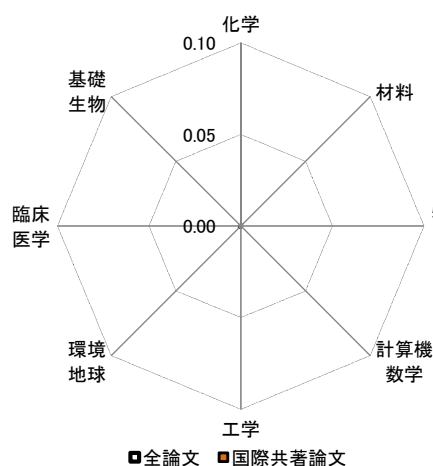 化学
0.10
基礎
生物
材料
0.05
臨床
医学
0.00
環境
地球
計算機
数学
工学
全論文 国際共著論文